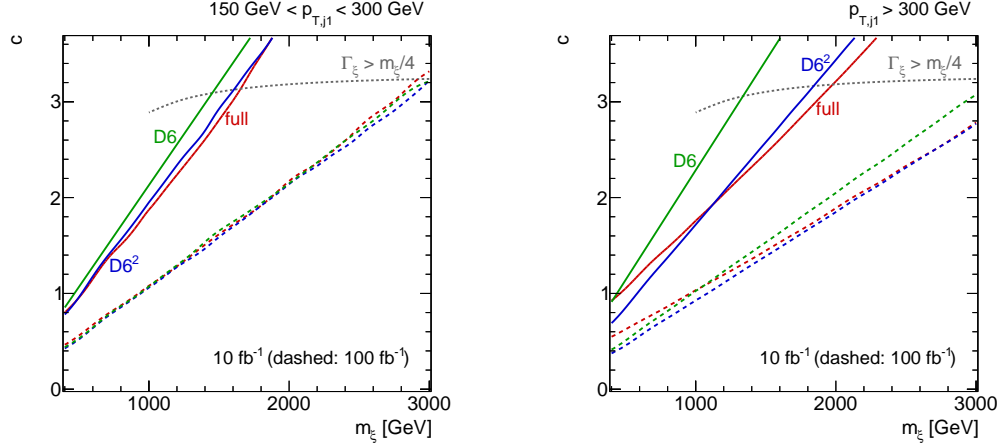 150 GeV < p_{T,j1} < 300 GeV
c
Γ_ξ > m_ξ/4
D6
full
D6²
10 fb⁻¹ (dashed: 100 fb⁻¹)
0
1
2
3
1000
2000
3000
m_ξ [GeV]
p_{T,j1} > 300 GeV
c
Γ_ξ > m_ξ/4
D6²
full
D6
10 fb⁻¹ (dashed: 100 fb⁻¹)
0
1
2
3
1000
2000
3000
m_ξ [GeV]